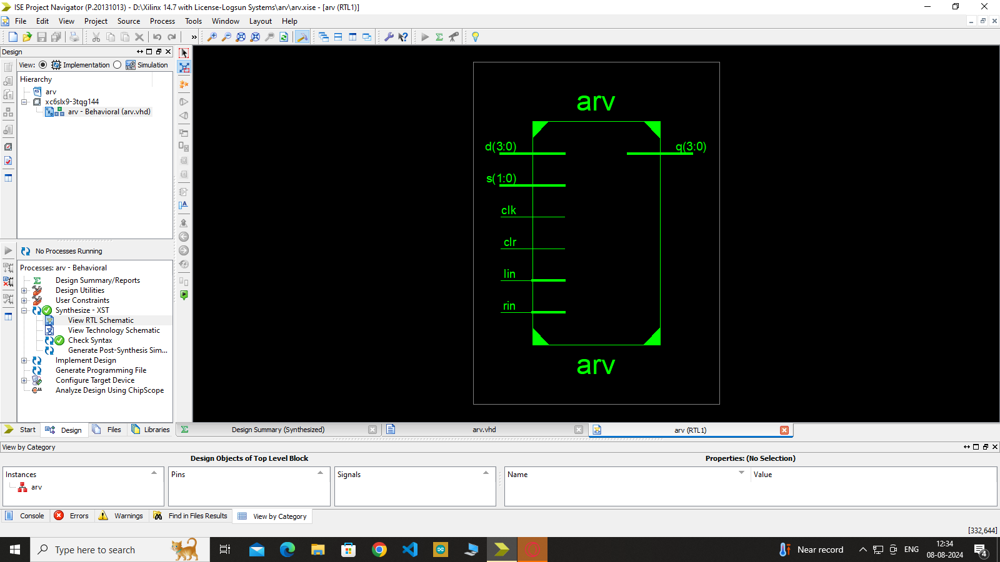 ISE Project Navigator (P.20131013) - D:\Xilinx 14.7 with License-Logsun Systems\arv\arv.xise - [arv (RTL1)]
File Edit View Project Source Process Tools Window Layout Help
»
Design
View: Implementation Simulation
Hierarchy
arv
xc6slx9-3tqg144
arv - Behavioral (arv.vhd)
No Processes Running
Processes: arv - Behavioral
Design Summary/Reports
Design Utilities
User Constraints
Synthesize - XST
View RTL Schematic
View Technology Schematic
Check Syntax
Generate Post-Synthesis Sim...
Implement Design
Generate Programming File
Configure Target Device
Analyze Design Using ChipScope
Start Design Files Libraries
arv
d(3:0) q(3:0)
s(1:0)
clk
clr
lin
rin
arv
Design Summary (Synthesized) arv.vhd arv (RTL1)
View by Category
Design Objects of Top Level Block Properties: (No Selection)
Instances Pins Signals Name Value
arv
Console Errors Warnings Find in Files Results View by Category
[332,644]
Type here to search Near record ENG 12:34
08-08-2024
4